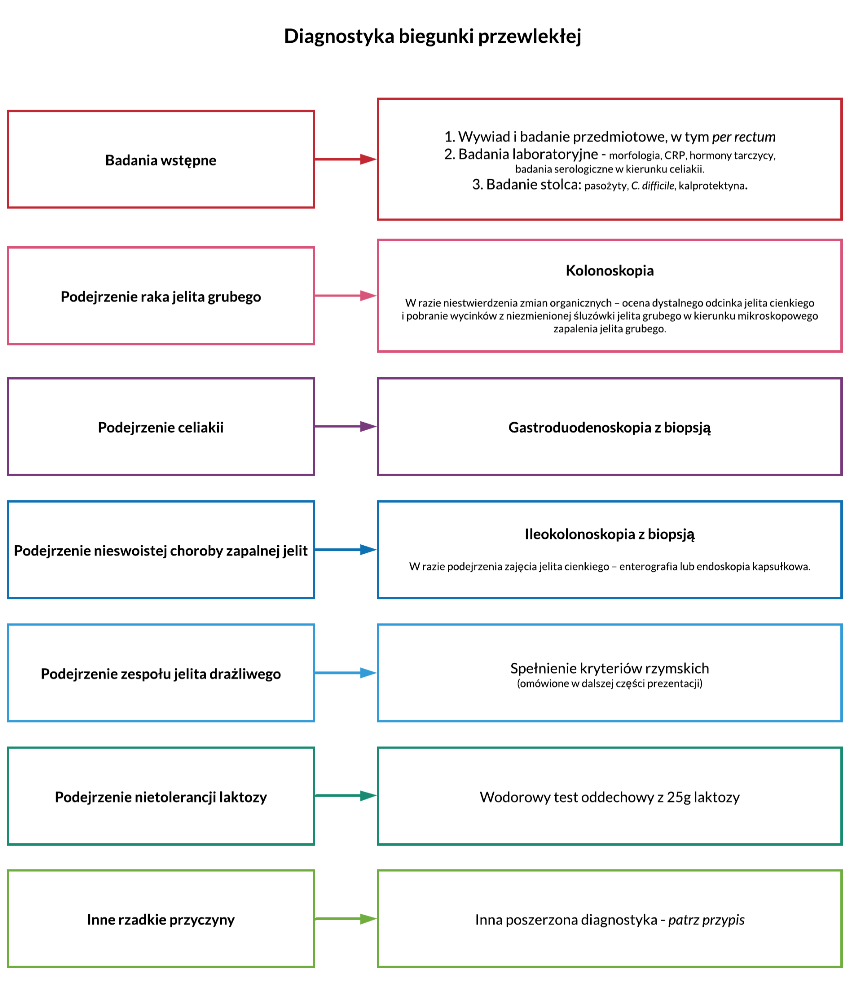 Diagnostyka biegunki przewlekłej
Badania wstępne
1. Wywiad i badanie przedmiotowe, w tym per rectum
2. Badania laboratoryjne - morfologia, CRP, hormony tarczycy,
badania serologiczne w kierunku celiakii.
3. Badanie stolca: pasożyty, C. difficile, kalprotektyna.
Podejrzenie raka jelita grubego
Kolonoskopia
W razie niestwierdzenia zmian organicznych – ocena dystalnego odcinka jelita cienkiego
i pobranie wycinków z niezmienionej śluzówki jelita grubego w kierunku mikroskopowego
zapalenia jelita grubego.
Podejrzenie celiakii
Gastroduodenoskopia z biopsją
Podejrzenie nieswoistej choroby zapalnej jelit
Ileokolonoskopia z biopsją
W razie podejrzenia zajęcia jelita cienkiego – enterografia lub endoskopia kapsułkowa.
Podejrzenie zespołu jelita drażliwego
Spełnienie kryteriów rzymskich
(omówione w dalszej części prezentacji)
Podejrzenie nietolerancji laktozy
Wodorowy test oddechowy z 25g laktozy
Inne rzadkie przyczyny
Inna poszerzona diagnostyka - patrz przypis